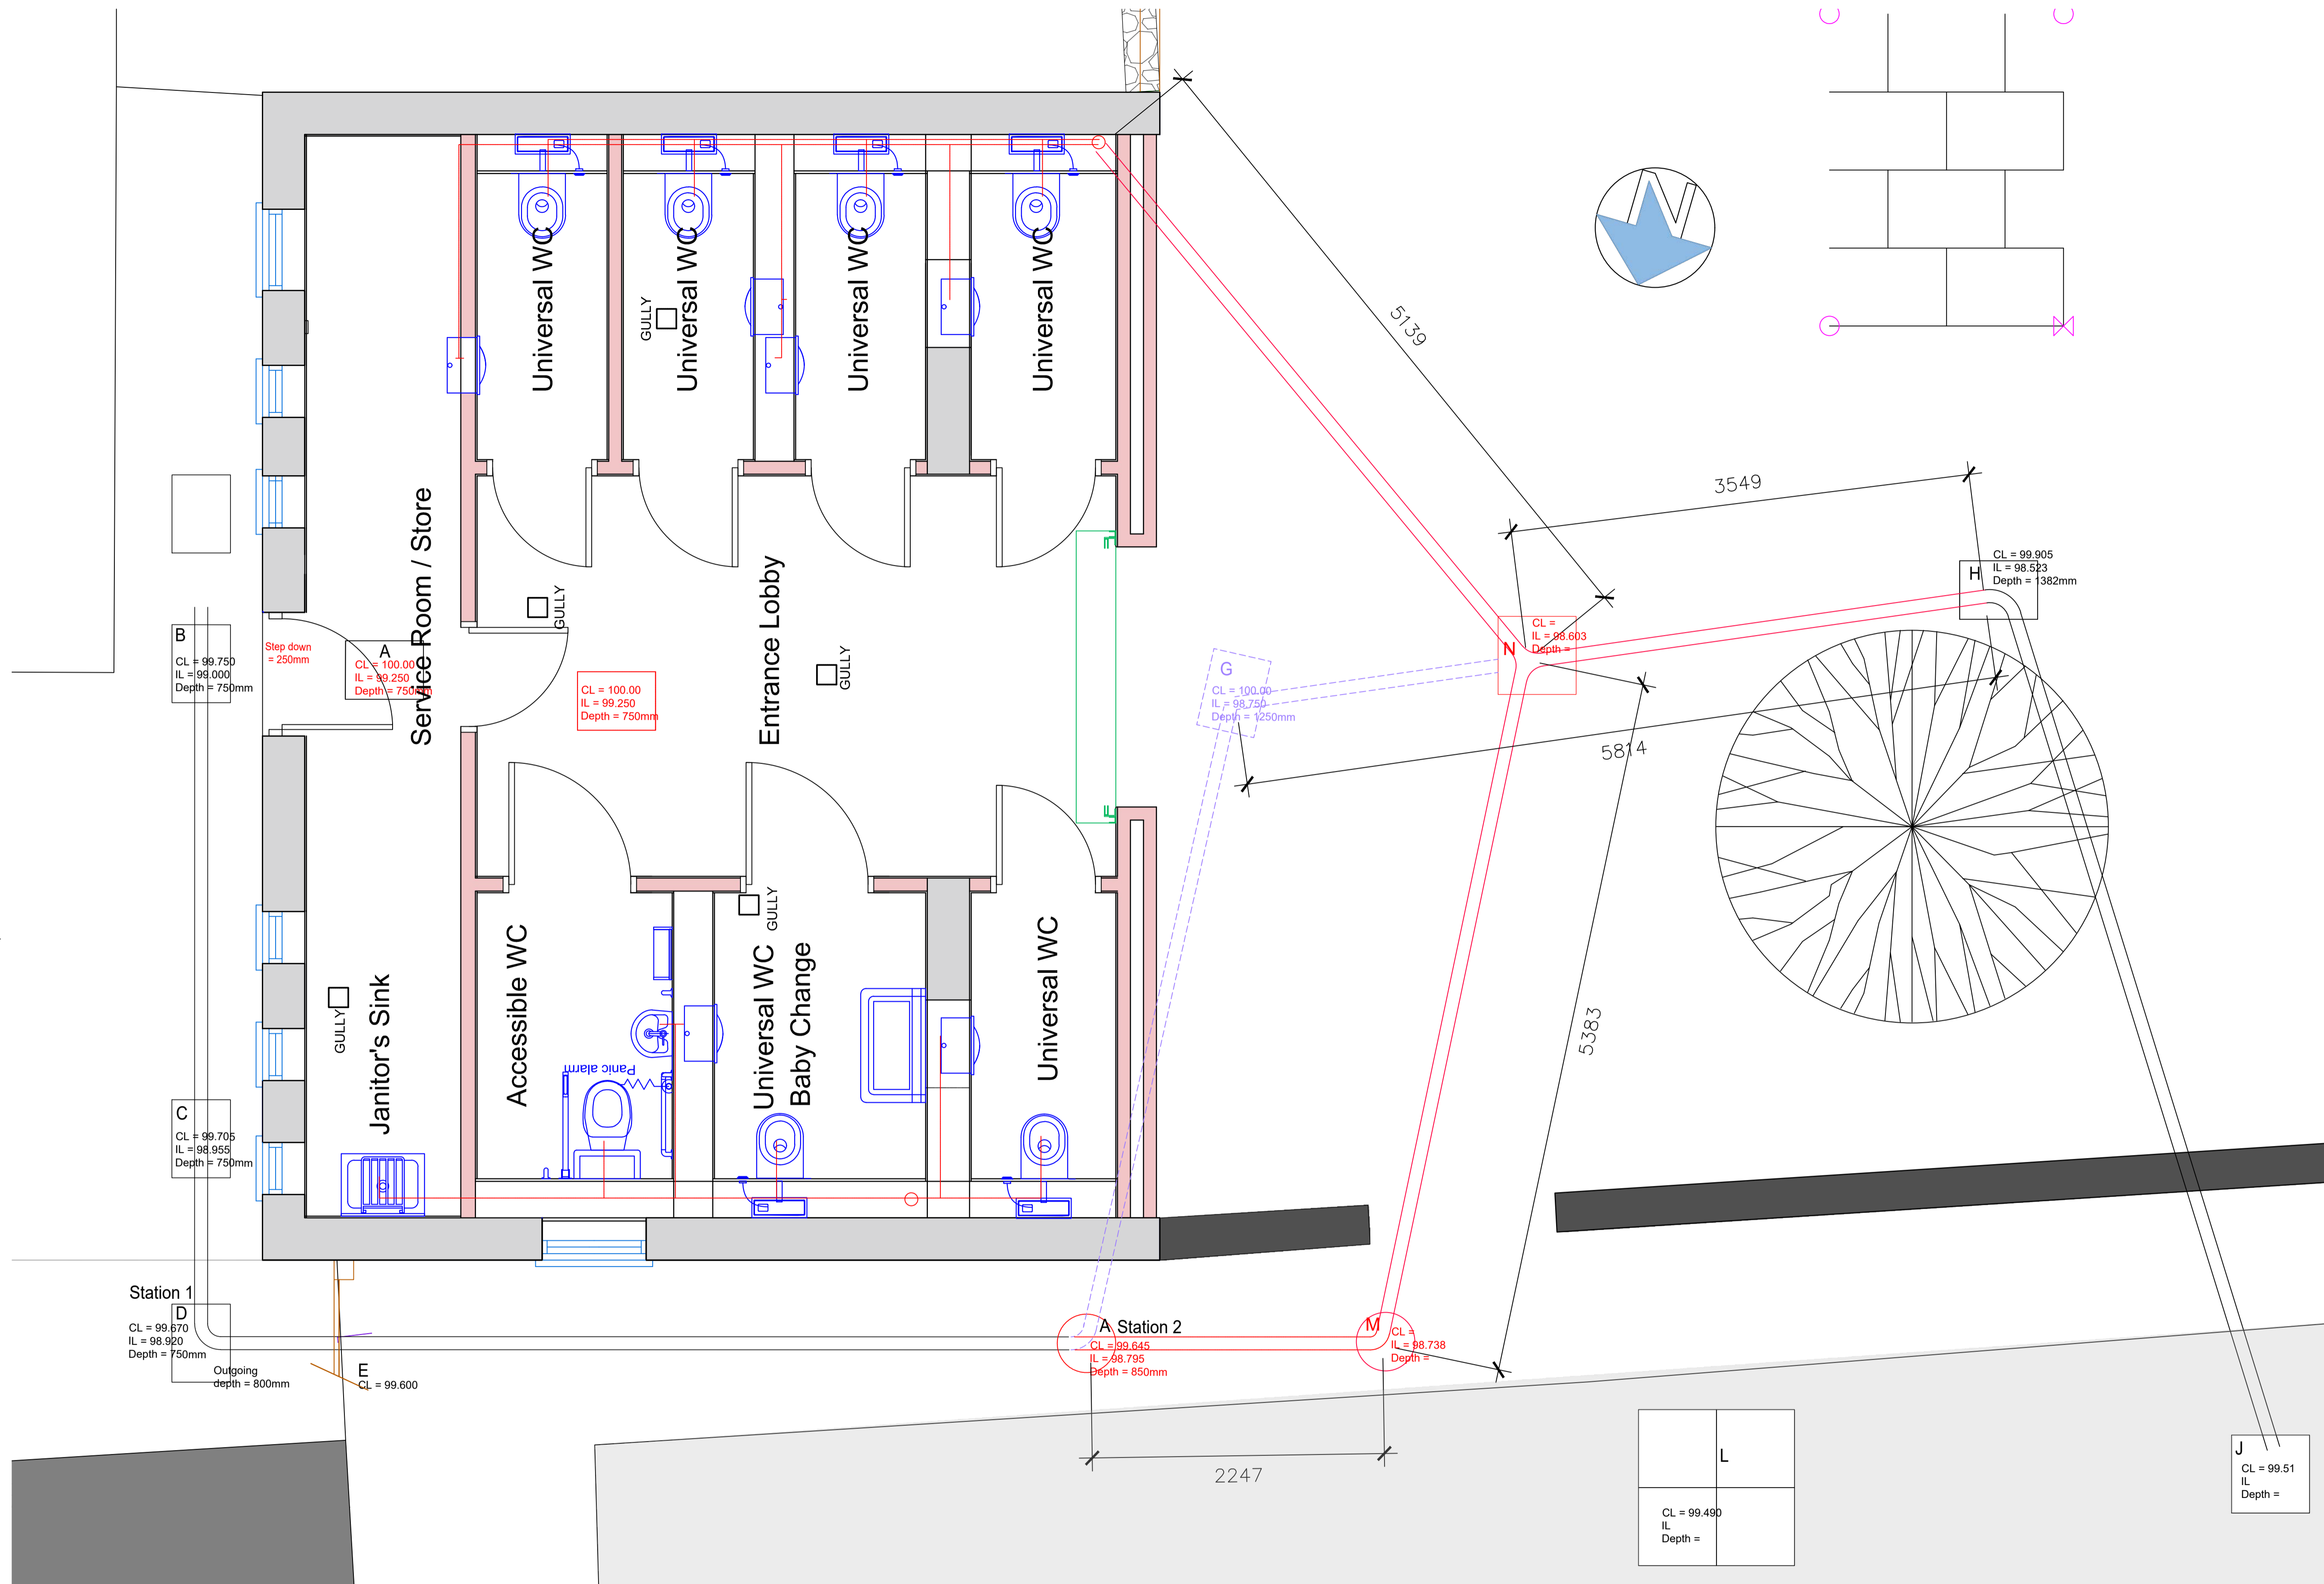 Universal WC
Universal WC
Universal WC
Universal WC
GULLY
5139
3549
N
CL = 99.905
IL = 98.523
Depth = 1382mm
H
Service Room / Store
GULLY
Entrance Lobby
GULLY
B
CL = 99.750
IL = 99.000
Depth = 750mm
Step down
= 250mm
A
CL = 100.00
IL = 99.250
Depth = 750mm
CL = 100.00
IL = 99.250
Depth = 750mm
G
CL = 100.00
IL = 98.750
Depth = 1250mm
N
CL =
IL = 98.603
Depth =
5814
5383
GULLY
Janitor's Sink
Accessible WC
Panic alarm
GULLY
Universal WC
Baby Change
Universal WC
C
CL = 99.705
IL = 98.955
Depth = 750mm
Station 1
D
CL = 99.670
IL = 98.920
Depth = 750mm
Outgoing
depth = 800mm
E
CL = 99.600
A Station 2
CL = 99.645
IL = 98.795
Depth = 850mm
M
CL =
IL = 98.738
Depth =
2247
L
CL = 99.490
IL
Depth =
J
CL = 99.51
IL
Depth =